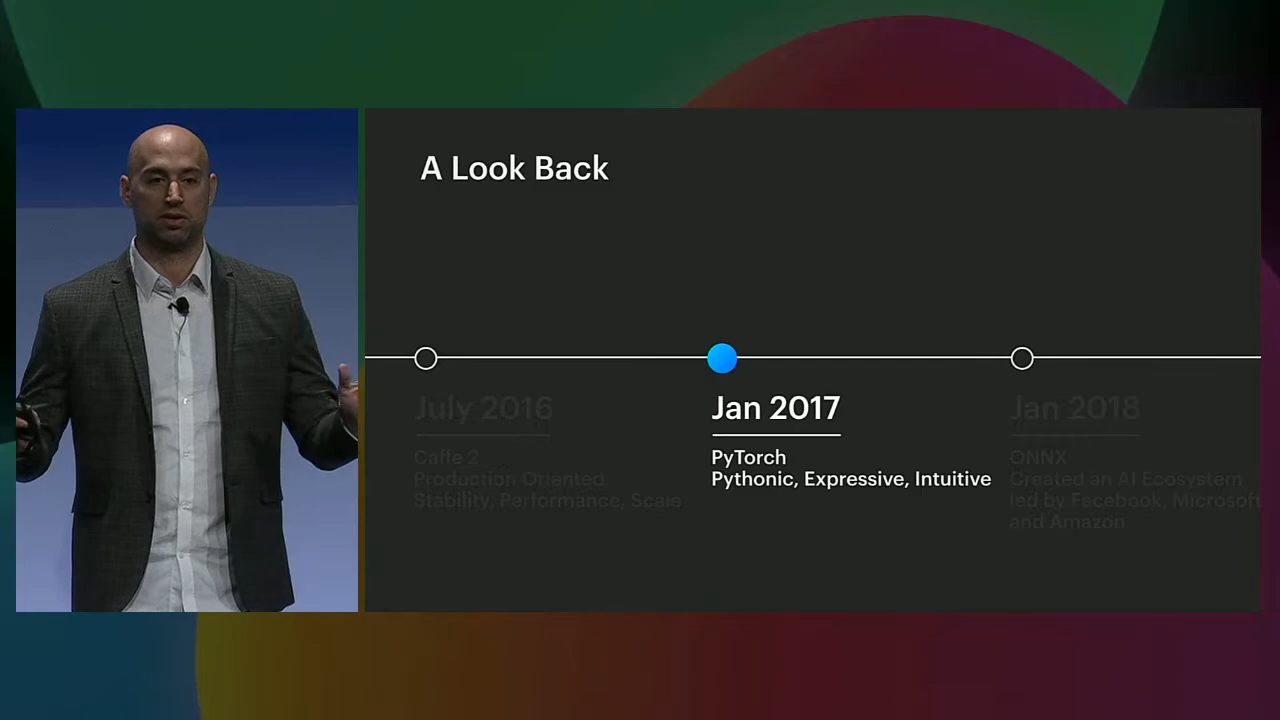 A Look Back
July 2016
Caffe 2
Production Oriented
Stability, Performance, Scale
Jan 2017
PyTorch
Pythonic, Expressive, Intuitive
Jan 2018
ONNX
Created an AI Ecosystem
led by Fecebook, Microsoft
and Amazon